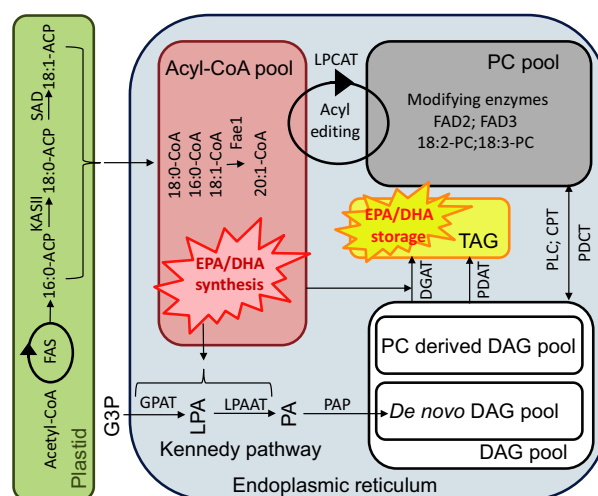 Acetyl-CoA
FAS
16:0-ACP
KASII
18:0-ACP
SAD
18:1-ACP
Plastid
Acyl-CoA pool
18:0-CoA
16:0-CoA
18:1-CoA
Fae1
20:1-CoA
EPA/DHA
synthesis
LPCAT
Acyl
editing
PC pool
Modifying enzymes
FAD2; FAD3
18:2-PC;18:3-PC
EPA/DHA
storage
TAG
DGAT
PDAT
PLC; CPT
PDCT
PC derived DAG pool
De novo DAG pool
DAG pool
G3P
GPAT
LPA
LPAAT
PA
PAP
Kennedy pathway
Endoplasmic reticulum